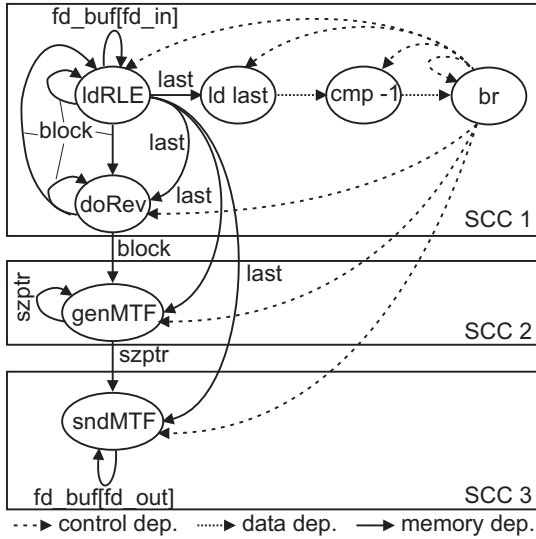 fd_buf[fd_in]
ldRLE
last
ld last
cmp -1
br
block
last
last
doRev
SCC 1
block
last
szptr
genMTF
SCC 2
szptr
sndMTF
fd_buf[fd_out]
SCC 3
control dep.
data dep.
memory dep.